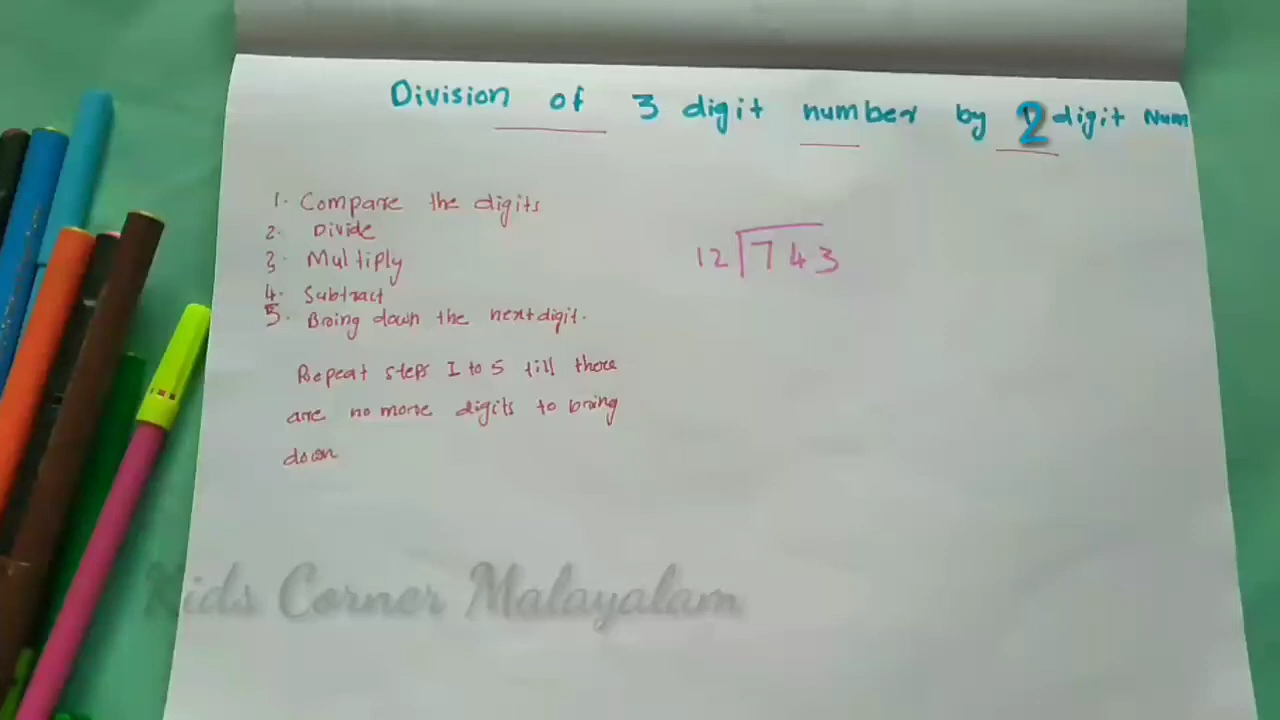 Division of 3 digit number by 2 digit Num
1. Compare the digits
2. Divide
3. Multiply
4. Subtract
5. Bring down the next digit.
Repeat steps 1 to 5 till there
are no more digits to bring
down
12 743
Kids Corner Malayalam